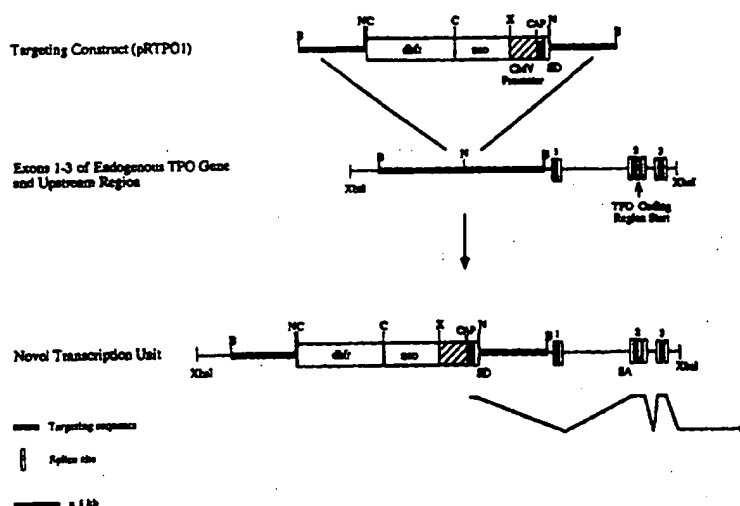 B NC C X CAP N B
Targeting Construct (pRTPO1)
dhfr neo
CMV Promoter SD
Exons 1-3 of Endogenous TPO Gene and Upstream Region
B N B 1 2 3
XbaI XbaI
TPO Coding Region Start
Novel Transcription Unit
B NC C X CAP N B 1 2 3
dhfr neo
XbaI SD SA XbaI
Targeting sequence
Splice site
= 1 kb